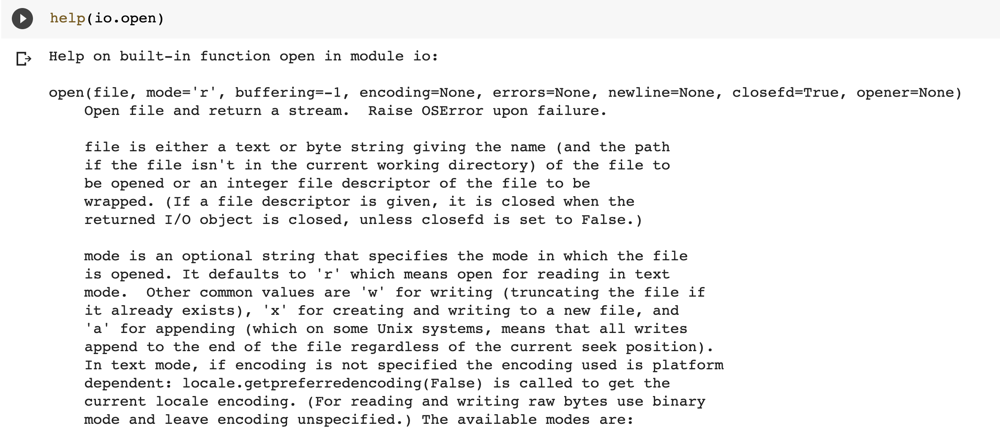 help(io.open)
Help on built-in function open in module io:
open(file, mode='r', buffering=-1, encoding=None, errors=None, newline=None, closefd=True, opener=None)
Open file and return a stream.  Raise OSError upon failure.
file is either a text or byte string giving the name (and the path
if the file isn't in the current working directory) of the file to
be opened or an integer file descriptor of the file to be
wrapped. (If a file descriptor is given, it is closed when the
returned I/O object is closed, unless closefd is set to False.)
mode is an optional string that specifies the mode in which the file
is opened. It defaults to 'r' which means open for reading in text
mode.  Other common values are 'w' for writing (truncating the file if
it already exists), 'x' for creating and writing to a new file, and
'a' for appending (which on some Unix systems, means that all writes
append to the end of the file regardless of the current seek position).
In text mode, if encoding is not specified the encoding used is platform
dependent: locale.getpreferredencoding(False) is called to get the
current locale encoding. (For reading and writing raw bytes use binary
mode and leave encoding unspecified.) The available modes are: